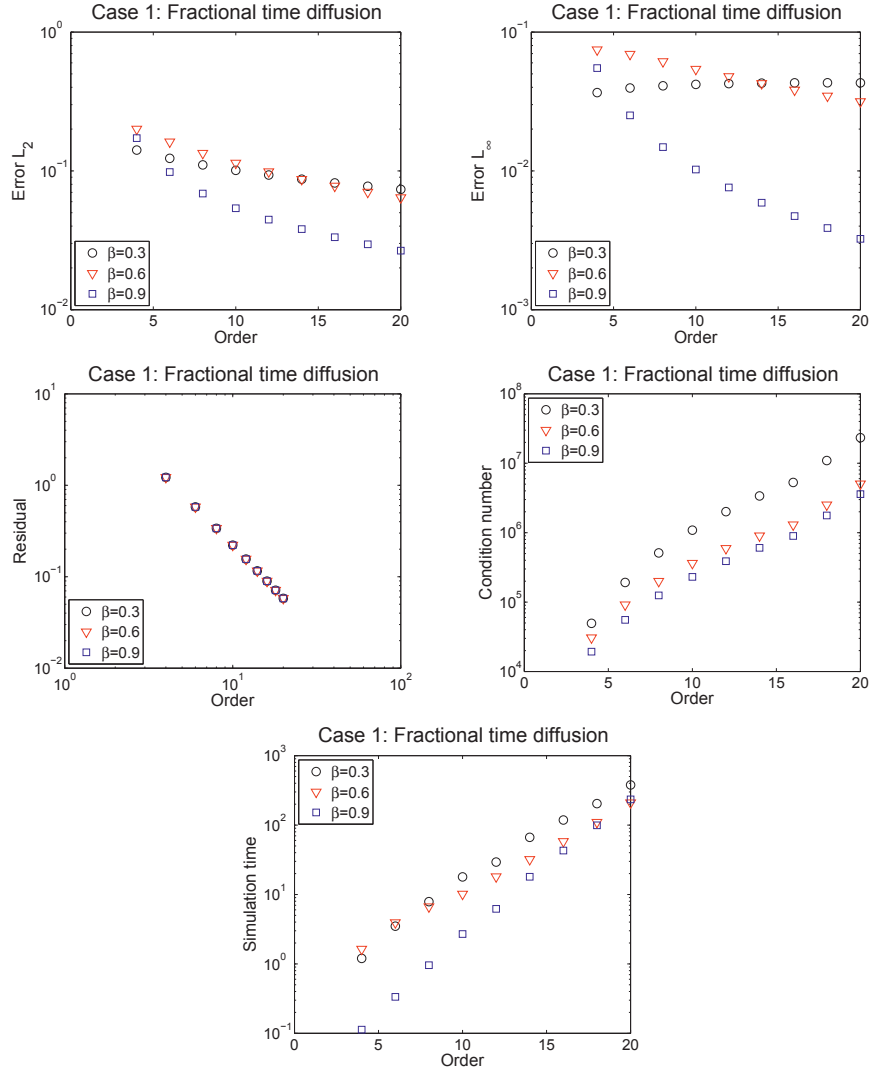 Case 1: Fractional time diffusion
10^0
10^-1
10^-2
Error L_2
β=0.3
β=0.6
β=0.9
0 5 10 15 20
Order
Case 1: Fractional time diffusion
10^-1
10^-2
10^-3
Error L_∞
β=0.3
β=0.6
β=0.9
0 5 10 15 20
Order
Case 1: Fractional time diffusion
10^1
10^0
10^-1
10^-2
Residual
β=0.3
β=0.6
β=0.9
10^0 10^1 10^2
Order
Case 1: Fractional time diffusion
10^8
10^7
10^6
10^5
10^4
Condition number
β=0.3
β=0.6
β=0.9
0 5 10 15 20
Order
Case 1: Fractional time diffusion
10^3
10^2
10^1
10^0
10^-1
Simulation time
β=0.3
β=0.6
β=0.9
0 5 10 15 20
Order